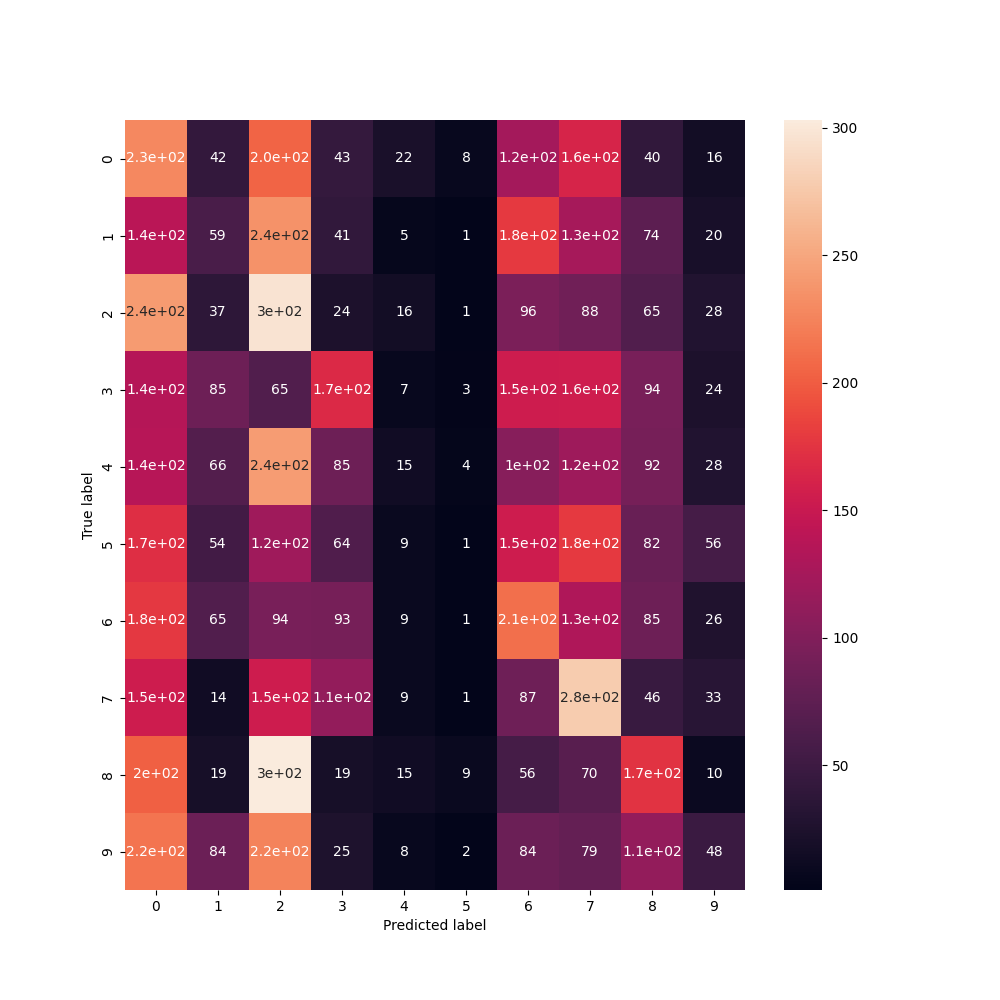 0 2.3e+02 42 2.0e+02 43 22 8 1.2e+02 1.6e+02 40 16
1 1.4e+02 59 2.4e+02 41 5 1 1.8e+02 1.3e+02 74 20
2 2.4e+02 37 3e+02 24 16 1 96 88 65 28
3 1.4e+02 85 65 1.7e+02 7 3 1.5e+02 1.6e+02 94 24
4 1.4e+02 66 2.4e+02 85 15 4 1e+02 1.2e+02 92 28
5 1.7e+02 54 1.2e+02 64 9 1 1.5e+02 1.8e+02 82 56
6 1.8e+02 65 94 93 9 1 2.1e+02 1.3e+02 85 26
7 1.5e+02 14 1.5e+02 1.1e+02 9 1 87 2.8e+02 46 33
8 2e+02 19 3e+02 19 15 9 56 70 1.7e+02 10
9 2.2e+02 84 2.2e+02 25 8 2 84 79 1.1e+02 48
0 1 2 3 4 5 6 7 8 9
Predicted label
True label
300
250
200
150
100
50